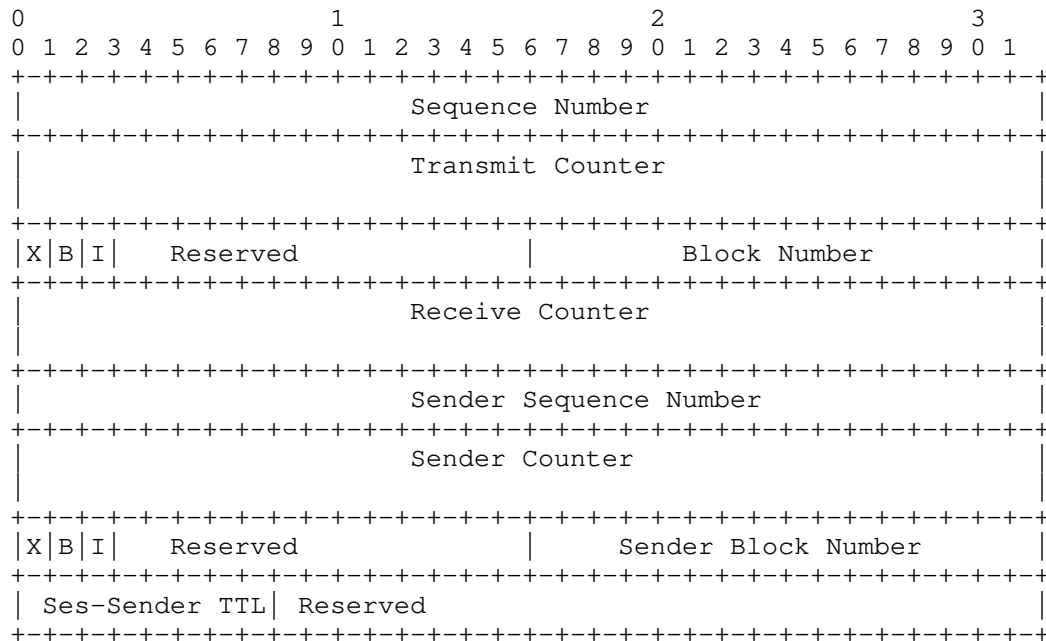 0                   1                   2                   3
0 1 2 3 4 5 6 7 8 9 0 1 2 3 4 5 6 7 8 9 0 1 2 3 4 5 6 7 8 9 0 1
+-+-+-+-+-+-+-+-+-+-+-+-+-+-+-+-+-+-+-+-+-+-+-+-+-+-+-+-+-+-+-+-+
|                        Sequence Number                        |
+-+-+-+-+-+-+-+-+-+-+-+-+-+-+-+-+-+-+-+-+-+-+-+-+-+-+-+-+-+-+-+-+
|                        Transmit Counter                       |
|                                                               |
+-+-+-+-+-+-+-+-+-+-+-+-+-+-+-+-+-+-+-+-+-+-+-+-+-+-+-+-+-+-+-+-+
|X|B|I|   Reserved              |         Block Number          |
+-+-+-+-+-+-+-+-+-+-+-+-+-+-+-+-+-+-+-+-+-+-+-+-+-+-+-+-+-+-+-+-+
|                        Receive Counter                        |
|                                                               |
+-+-+-+-+-+-+-+-+-+-+-+-+-+-+-+-+-+-+-+-+-+-+-+-+-+-+-+-+-+-+-+-+
|                        Sender Sequence Number                 |
+-+-+-+-+-+-+-+-+-+-+-+-+-+-+-+-+-+-+-+-+-+-+-+-+-+-+-+-+-+-+-+-+
|                        Sender Counter                         |
|                                                               |
+-+-+-+-+-+-+-+-+-+-+-+-+-+-+-+-+-+-+-+-+-+-+-+-+-+-+-+-+-+-+-+-+
|X|B|I|   Reserved              |     Sender Block Number       |
+-+-+-+-+-+-+-+-+-+-+-+-+-+-+-+-+-+-+-+-+-+-+-+-+-+-+-+-+-+-+-+-+
| Ses-Sender TTL| Reserved                                      |
+-+-+-+-+-+-+-+-+-+-+-+-+-+-+-+-+-+-+-+-+-+-+-+-+-+-+-+-+-+-+-+-+